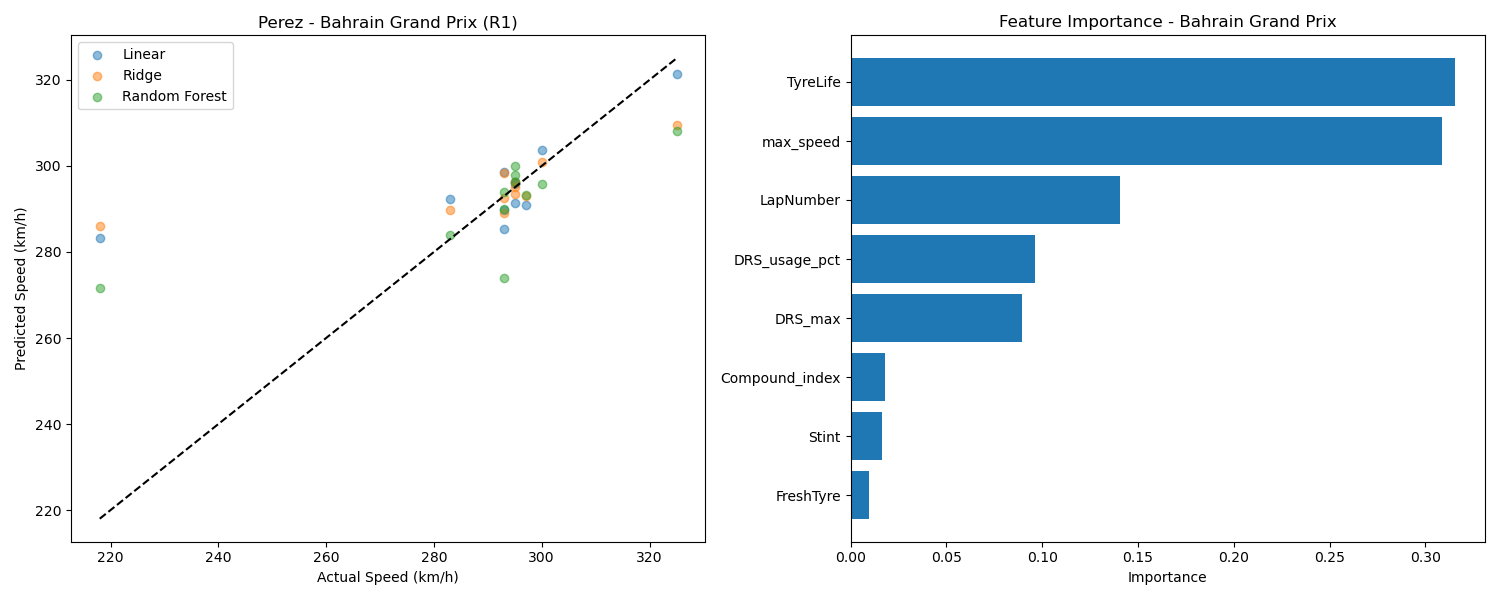 Perez - Bahrain Grand Prix (R1)
Linear
Ridge
Random Forest
Predicted Speed (km/h)
320
300
280
260
240
220
220 240 260 280 300 320
Actual Speed (km/h)
Feature Importance - Bahrain Grand Prix
TyreLife
max_speed
LapNumber
DRS_usage_pct
DRS_max
Compound_index
Stint
FreshTyre
0.00 0.05 0.10 0.15 0.20 0.25 0.30
Importance